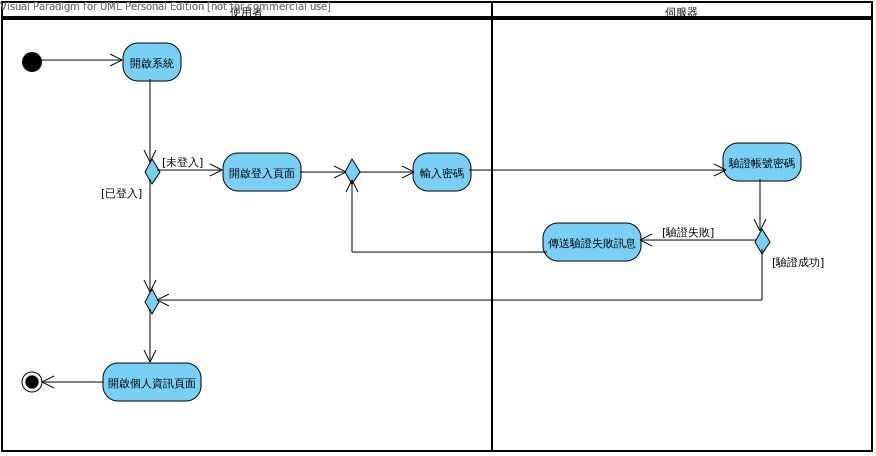 Visual Paradigm for UML Personal Edition [not for commercial use]
使用者
伺服器
開啟系統
[未登入]
[已登入]
開啟登入頁面
輸入密碼
驗證帳號密碼
[驗證失敗]
傳送驗證失敗訊息
[驗證成功]
開啟個人資訊頁面